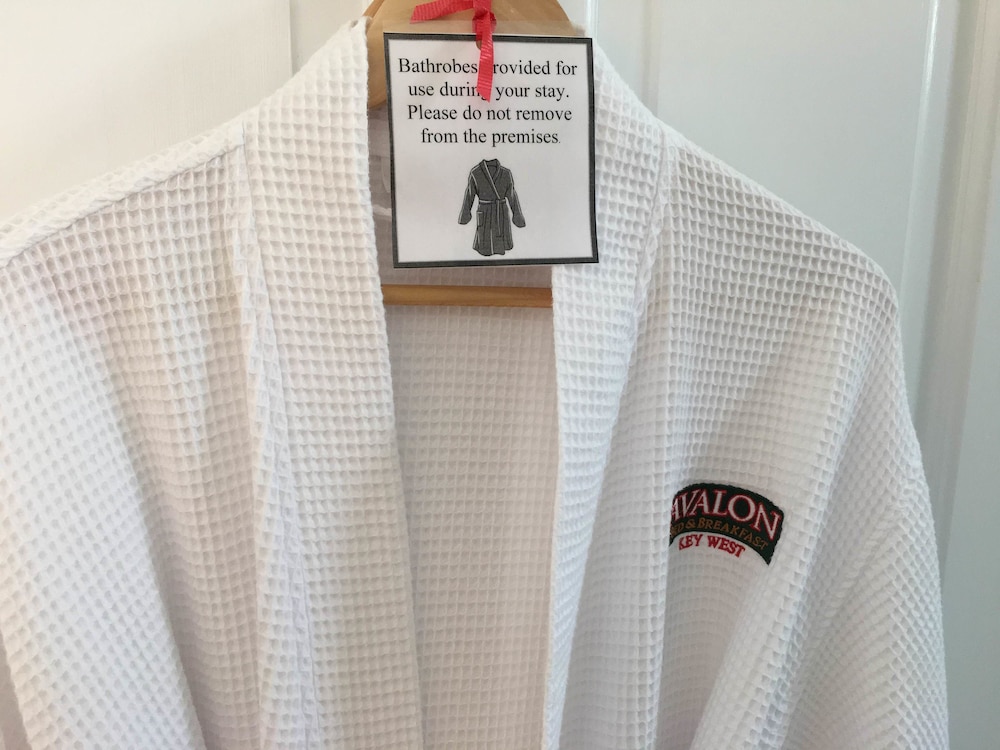 Bathrobes provided for
use during your stay.
Please do not remove
from the premises.
AVALON
BED & BREAKFAST
KEY WEST